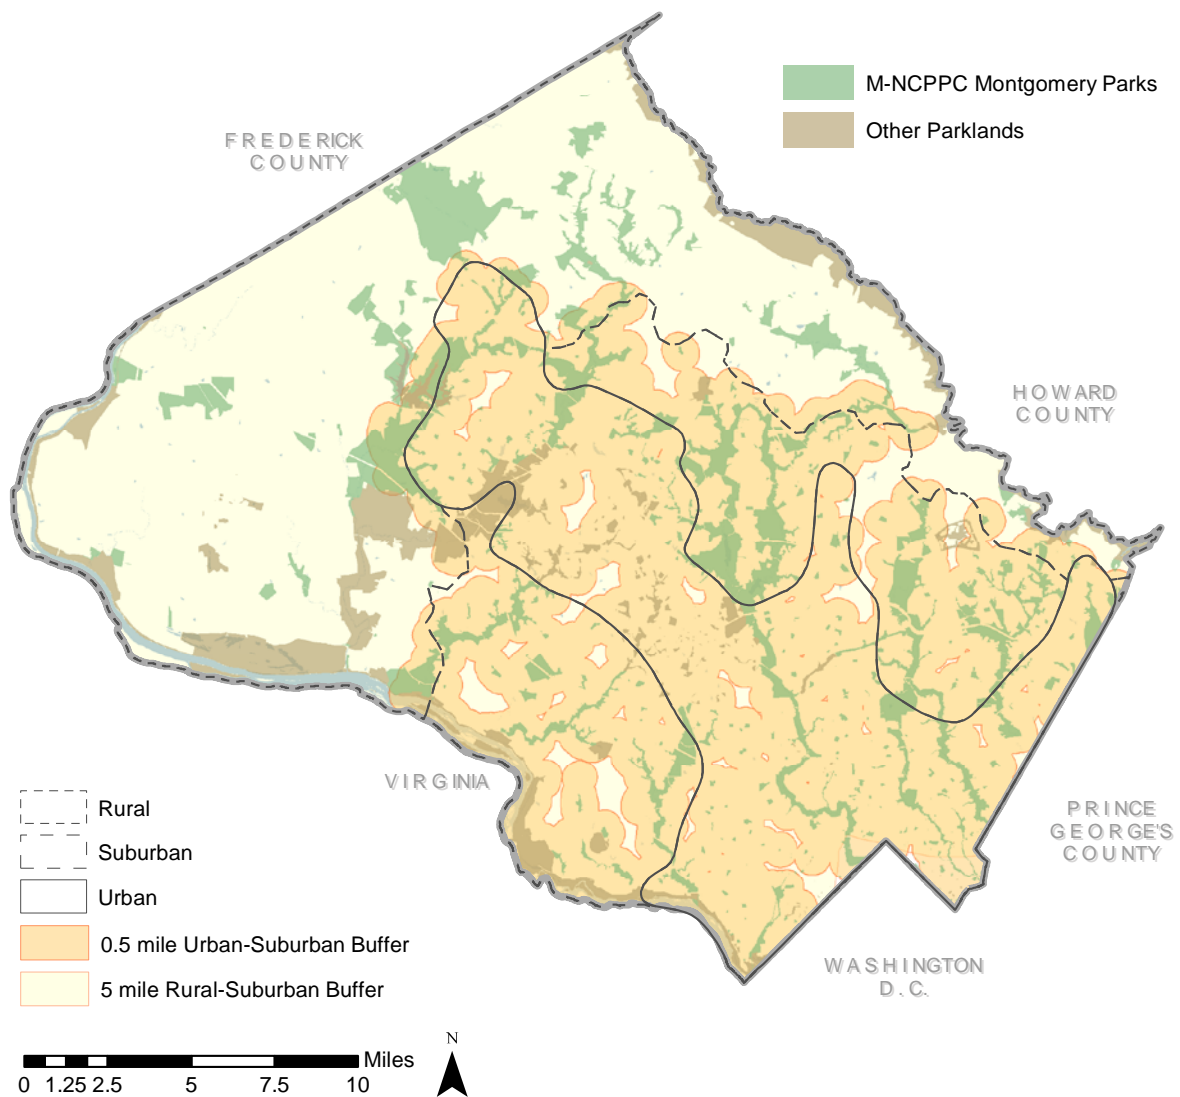 M-NCPPC Montgomery Parks
Other Parklands
FREDERICK
COUNTY
HOWARD
COUNTY
VIRGINIA
PRINCE
GEORGE'S
COUNTY
WASHINGTON
D.C.
Rural
Suburban
Urban
0.5 mile Urban-Suburban Buffer
5 mile Rural-Suburban Buffer
Miles
0 1.25 2.5 5 7.5 10
N